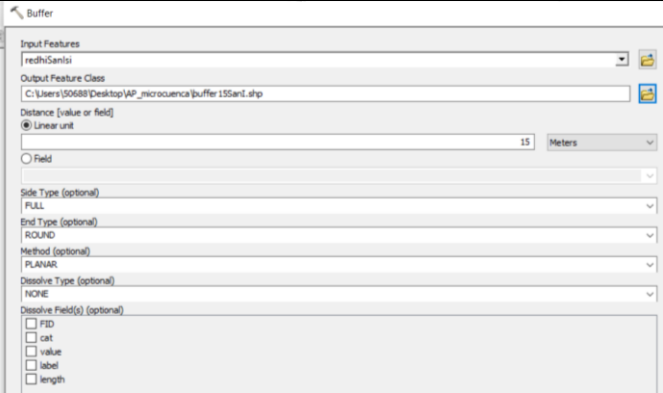 Buffer
Input Features
redhiSanIsi
Output Feature Class
C:\Users\50688\Desktop\AP_microcuenca\buffer15SanI.shp
Distance [value or field]
Linear unit
15 Meters
Field
Side Type (optional)
FULL
End Type (optional)
ROUND
Method (optional)
PLANAR
Dissolve Type (optional)
NONE
Dissolve Field(s) (optional)
FID
cat
value
label
length